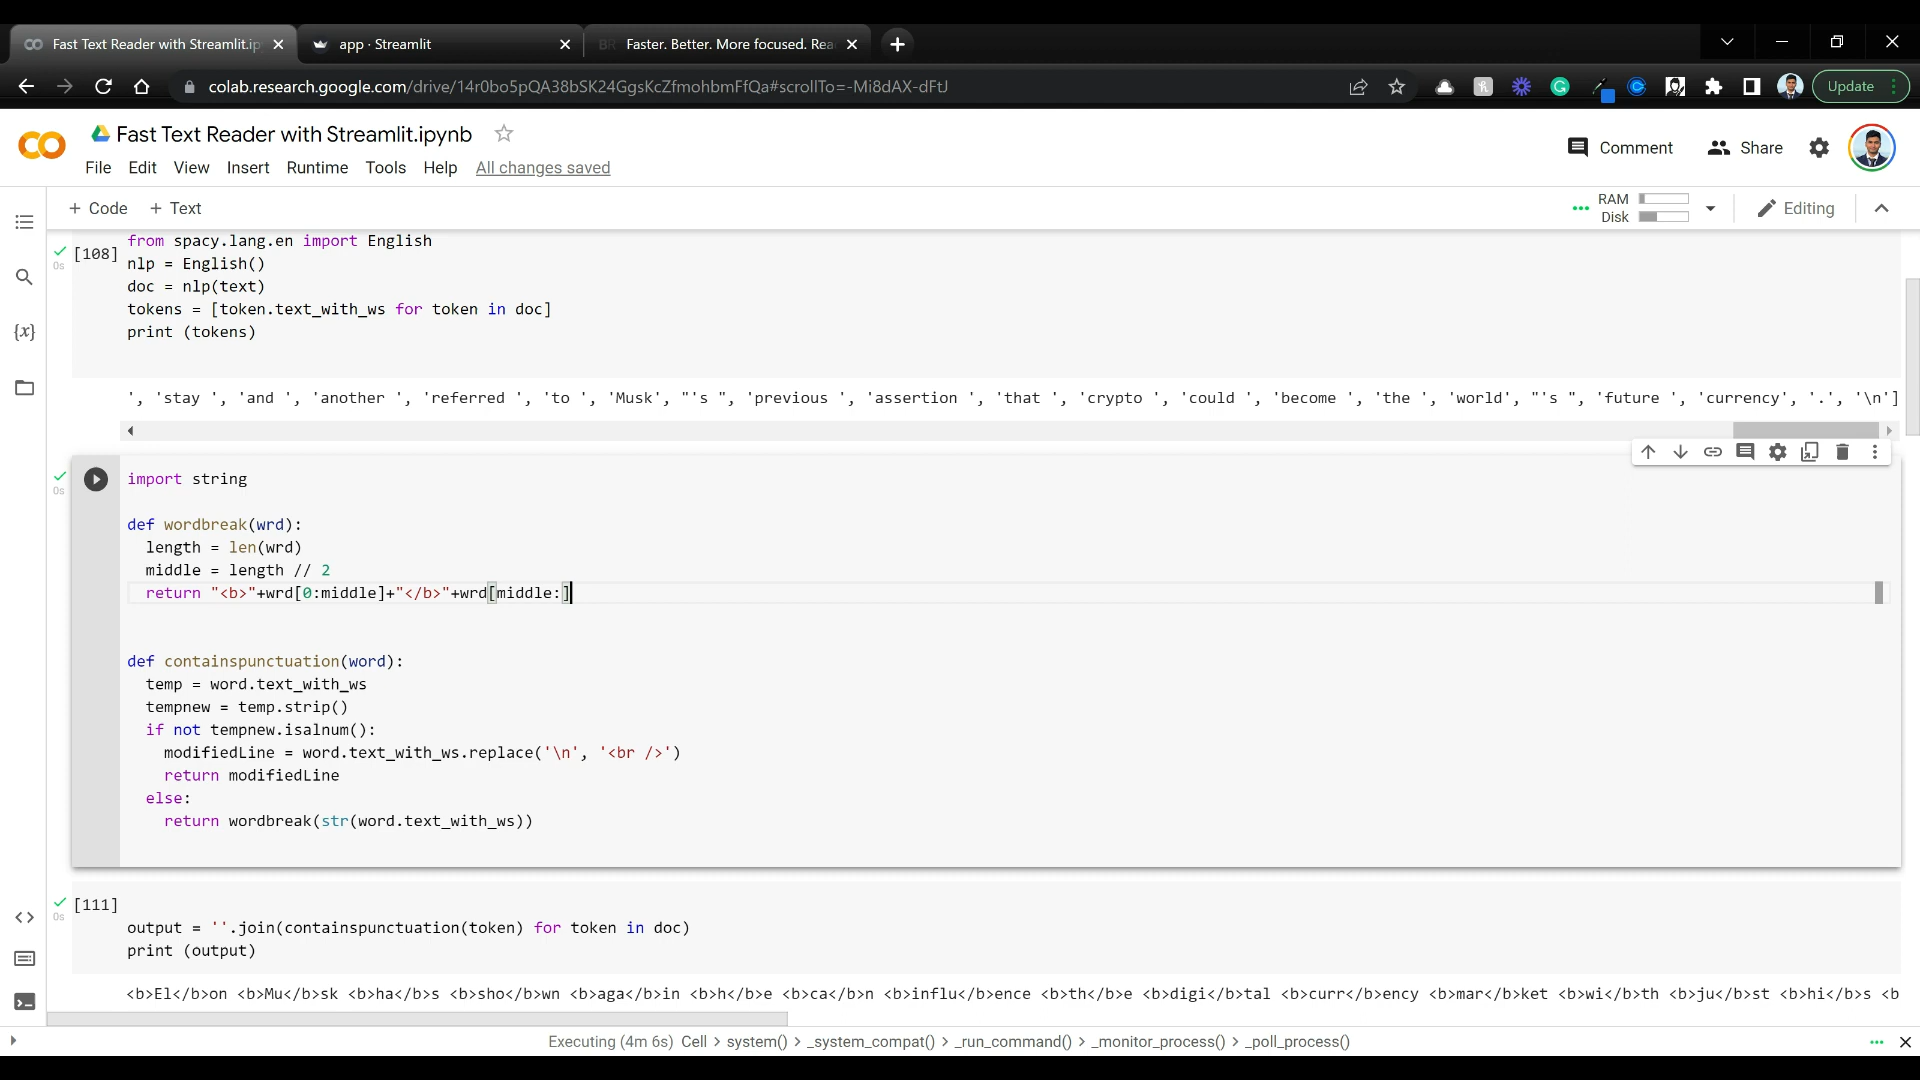 Fast Text Reader with Streamlit.ip
app · Streamlit
Faster. Better. More focused. Rea
colab.research.google.com/drive/14r0bo5pQA38bSK24GgsKcZfmohbmFfQa#scrollTo=-Mi8dAX-dFtJ
Update
Fast Text Reader with Streamlit.ipynb
Comment
Share
File Edit View Insert Runtime Tools Help All changes saved
+ Code + Text
RAM
Disk
Editing
[108]
from spacy.lang.en import English
nlp = English()
doc = nlp(text)
tokens = [token.text_with_ws for token in doc]
print (tokens)
0s
', 'stay ', 'and ', 'another ', 'referred ', 'to ', 'Musk', "'s ", 'previous ', 'assertion ', 'that ', 'crypto ', 'could ', 'become ', 'the ', 'world', "'s ", 'future ', 'currency', '.', '\n']
0s
import string
def wordbreak(wrd):
length = len(wrd)
middle = length // 2
return "<b>"+wrd[0:middle]+"</b>"+wrd[middle:]
def containspunctuation(word):
temp = word.text_with_ws
tempnew = temp.strip()
if not tempnew.isalnum():
modifiedLine = word.text_with_ws.replace('\n', '<br />')
return modifiedLine
else:
return wordbreak(str(word.text_with_ws))
[111]
0s
output = ''.join(containspunctuation(token) for token in doc)
print (output)
<b>El</b>on <b>Mu</b>sk <b>ha</b>s <b>sho</b>wn <b>aga</b>in <b>h</b>e <b>ca</b>n <b>influ</b>ence <b>th</b>e <b>digi</b>tal <b>curr</b>ency <b>mar</b>ket <b>wi</b>th <b>ju</b>st <b>hi</b>s <b
Executing (4m 6s) Cell > system() > _system_compat() > _run_command() > _monitor_process() > _poll_process()